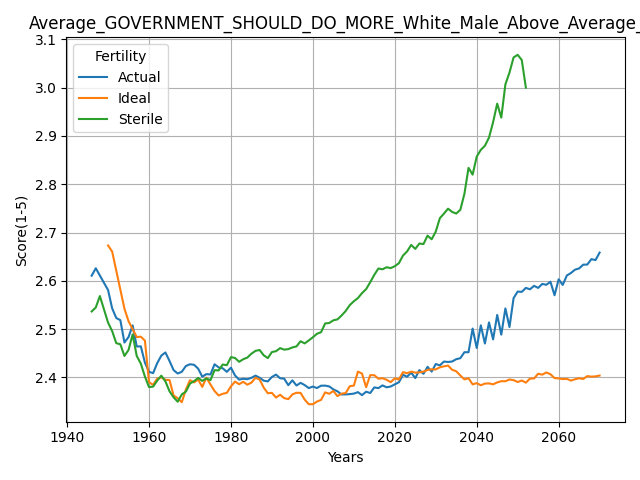 Average_GOVERNMENT_SHOULD_DO_MORE_White_Male_Above_Average_
Fertility
Actual
Ideal
Sterile
Score(1-5)
3.1
3.0
2.9
2.8
2.7
2.6
2.5
2.4
1940
1960
1980
2000
2020
2040
2060
Years